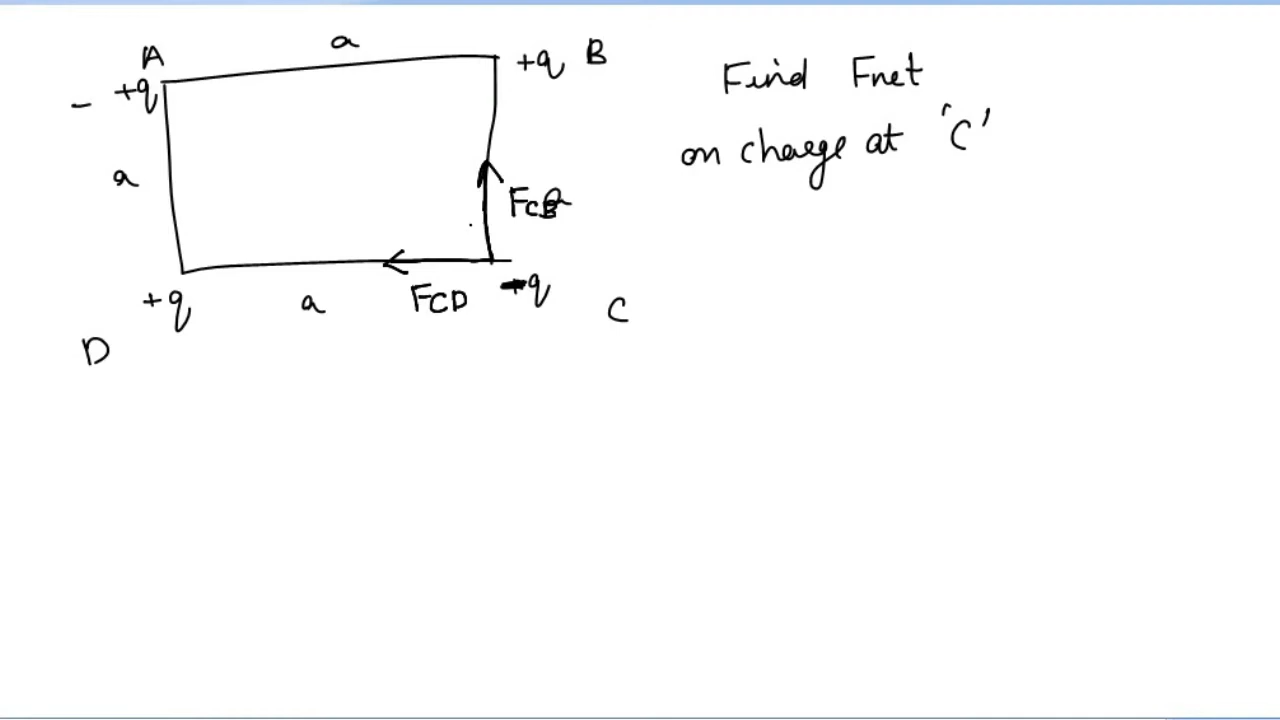 A
a
+q B
- +q
a
FCB
+q
a
FCD
-q
C
D
Find Fnet
on charge at 'C'